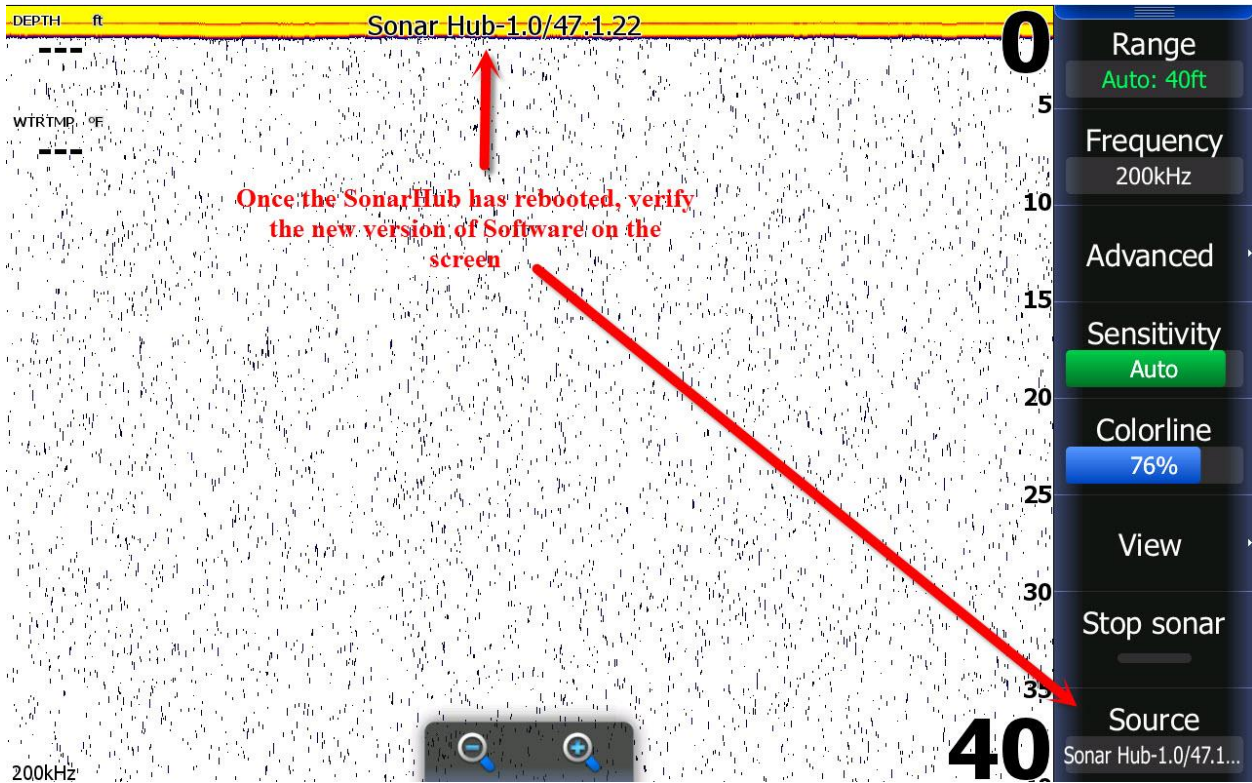 DEPTH ft
---
WTRTMP °F
---
Sonar Hub-1.0/47.1.22
Once the SonarHub has rebooted, verify
the new version of Software on the
screen
0
5
10
15
20
25
30
35
40
200kHz
Range
Auto: 40ft
Frequency
200kHz
Advanced
Sensitivity
Auto
Colorline
76%
View
Stop sonar
Source
Sonar Hub-1.0/47.1...